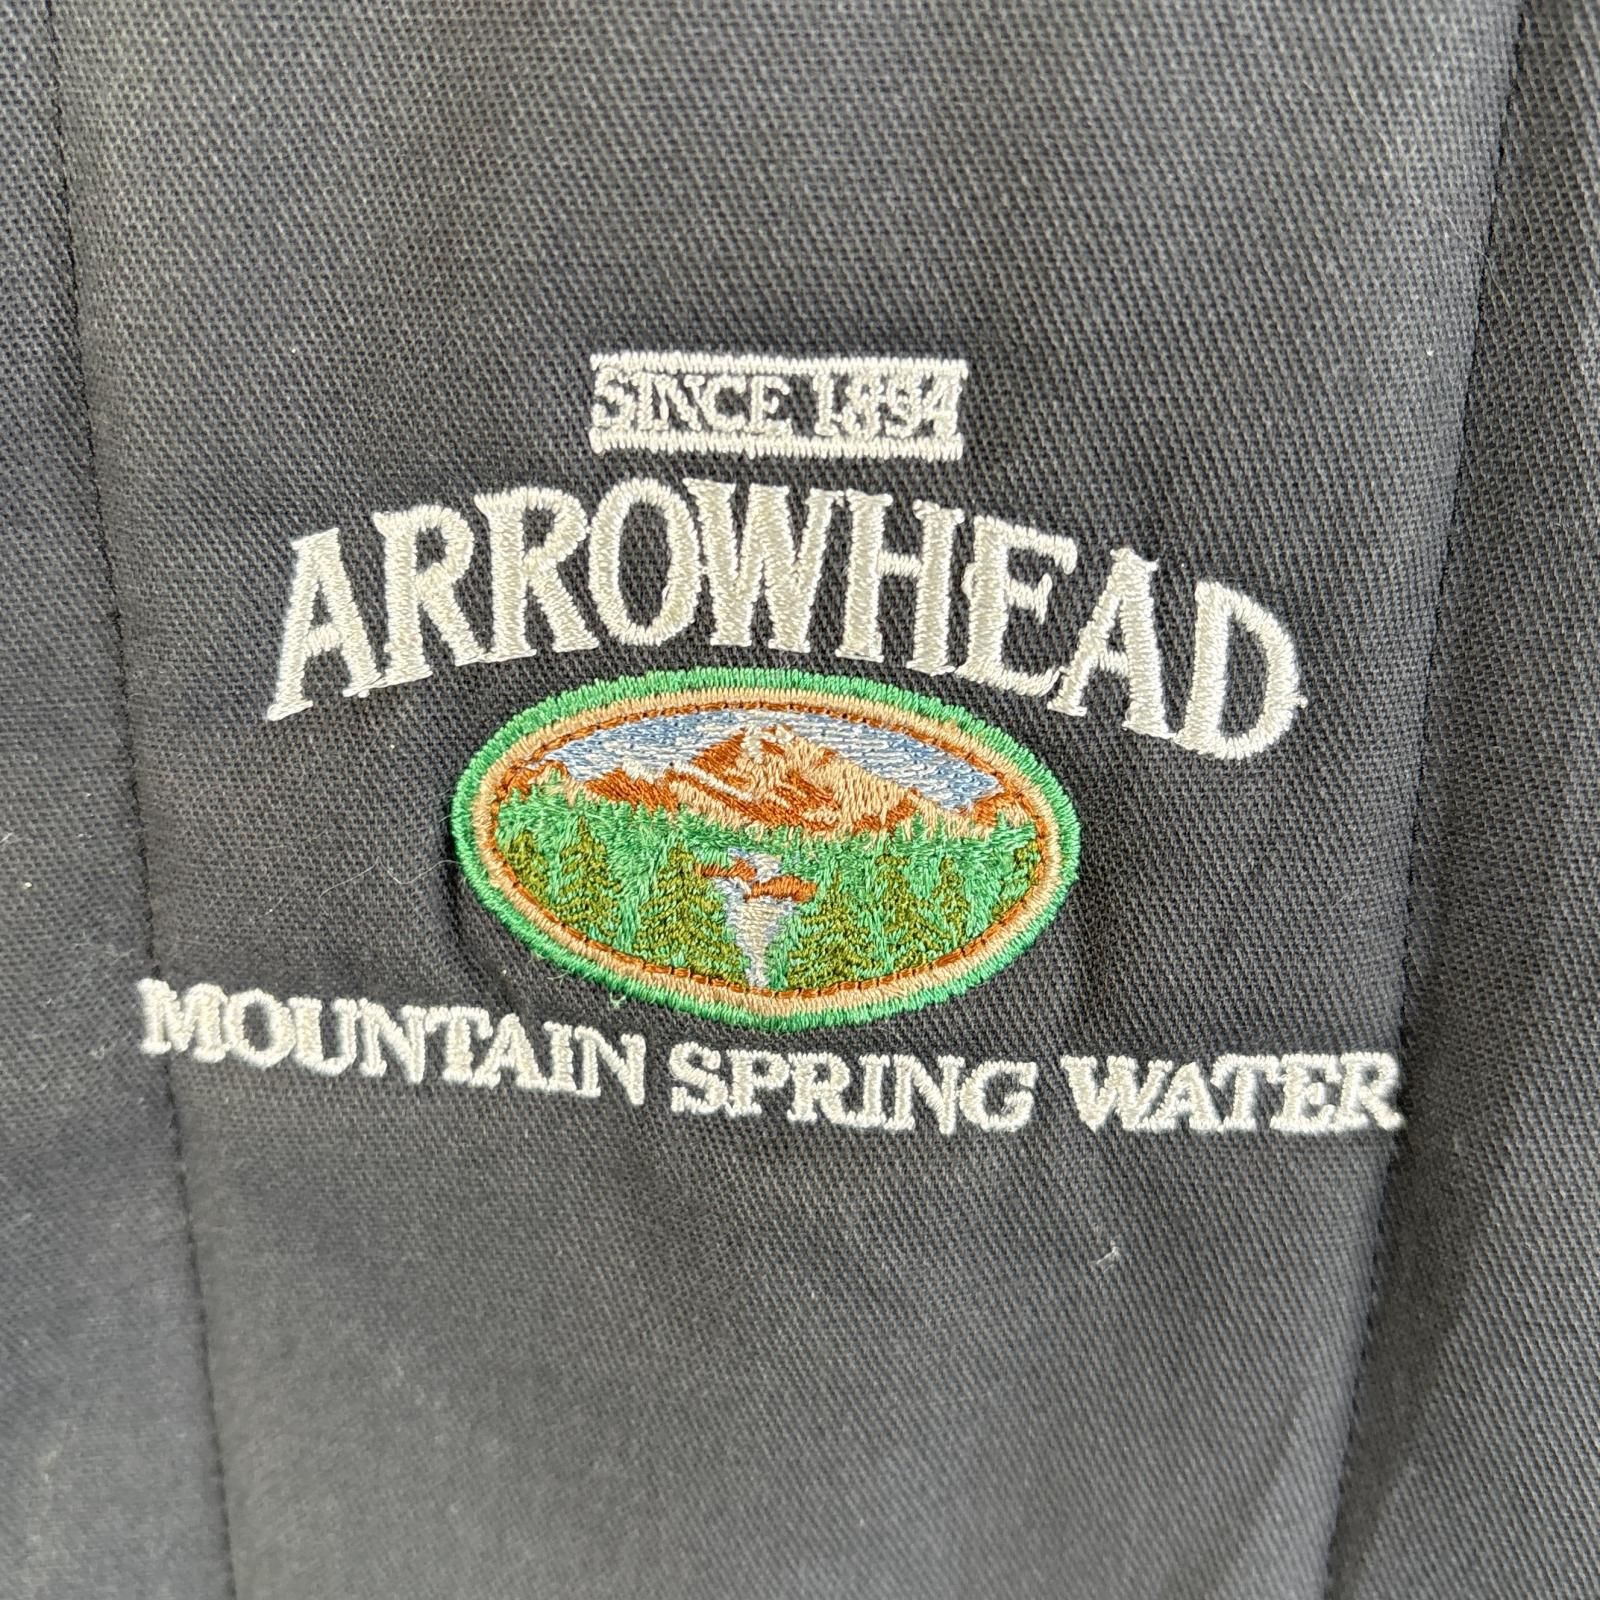 SINCE 1894
ARROWHEAD
MOUNTAIN SPRING WATER